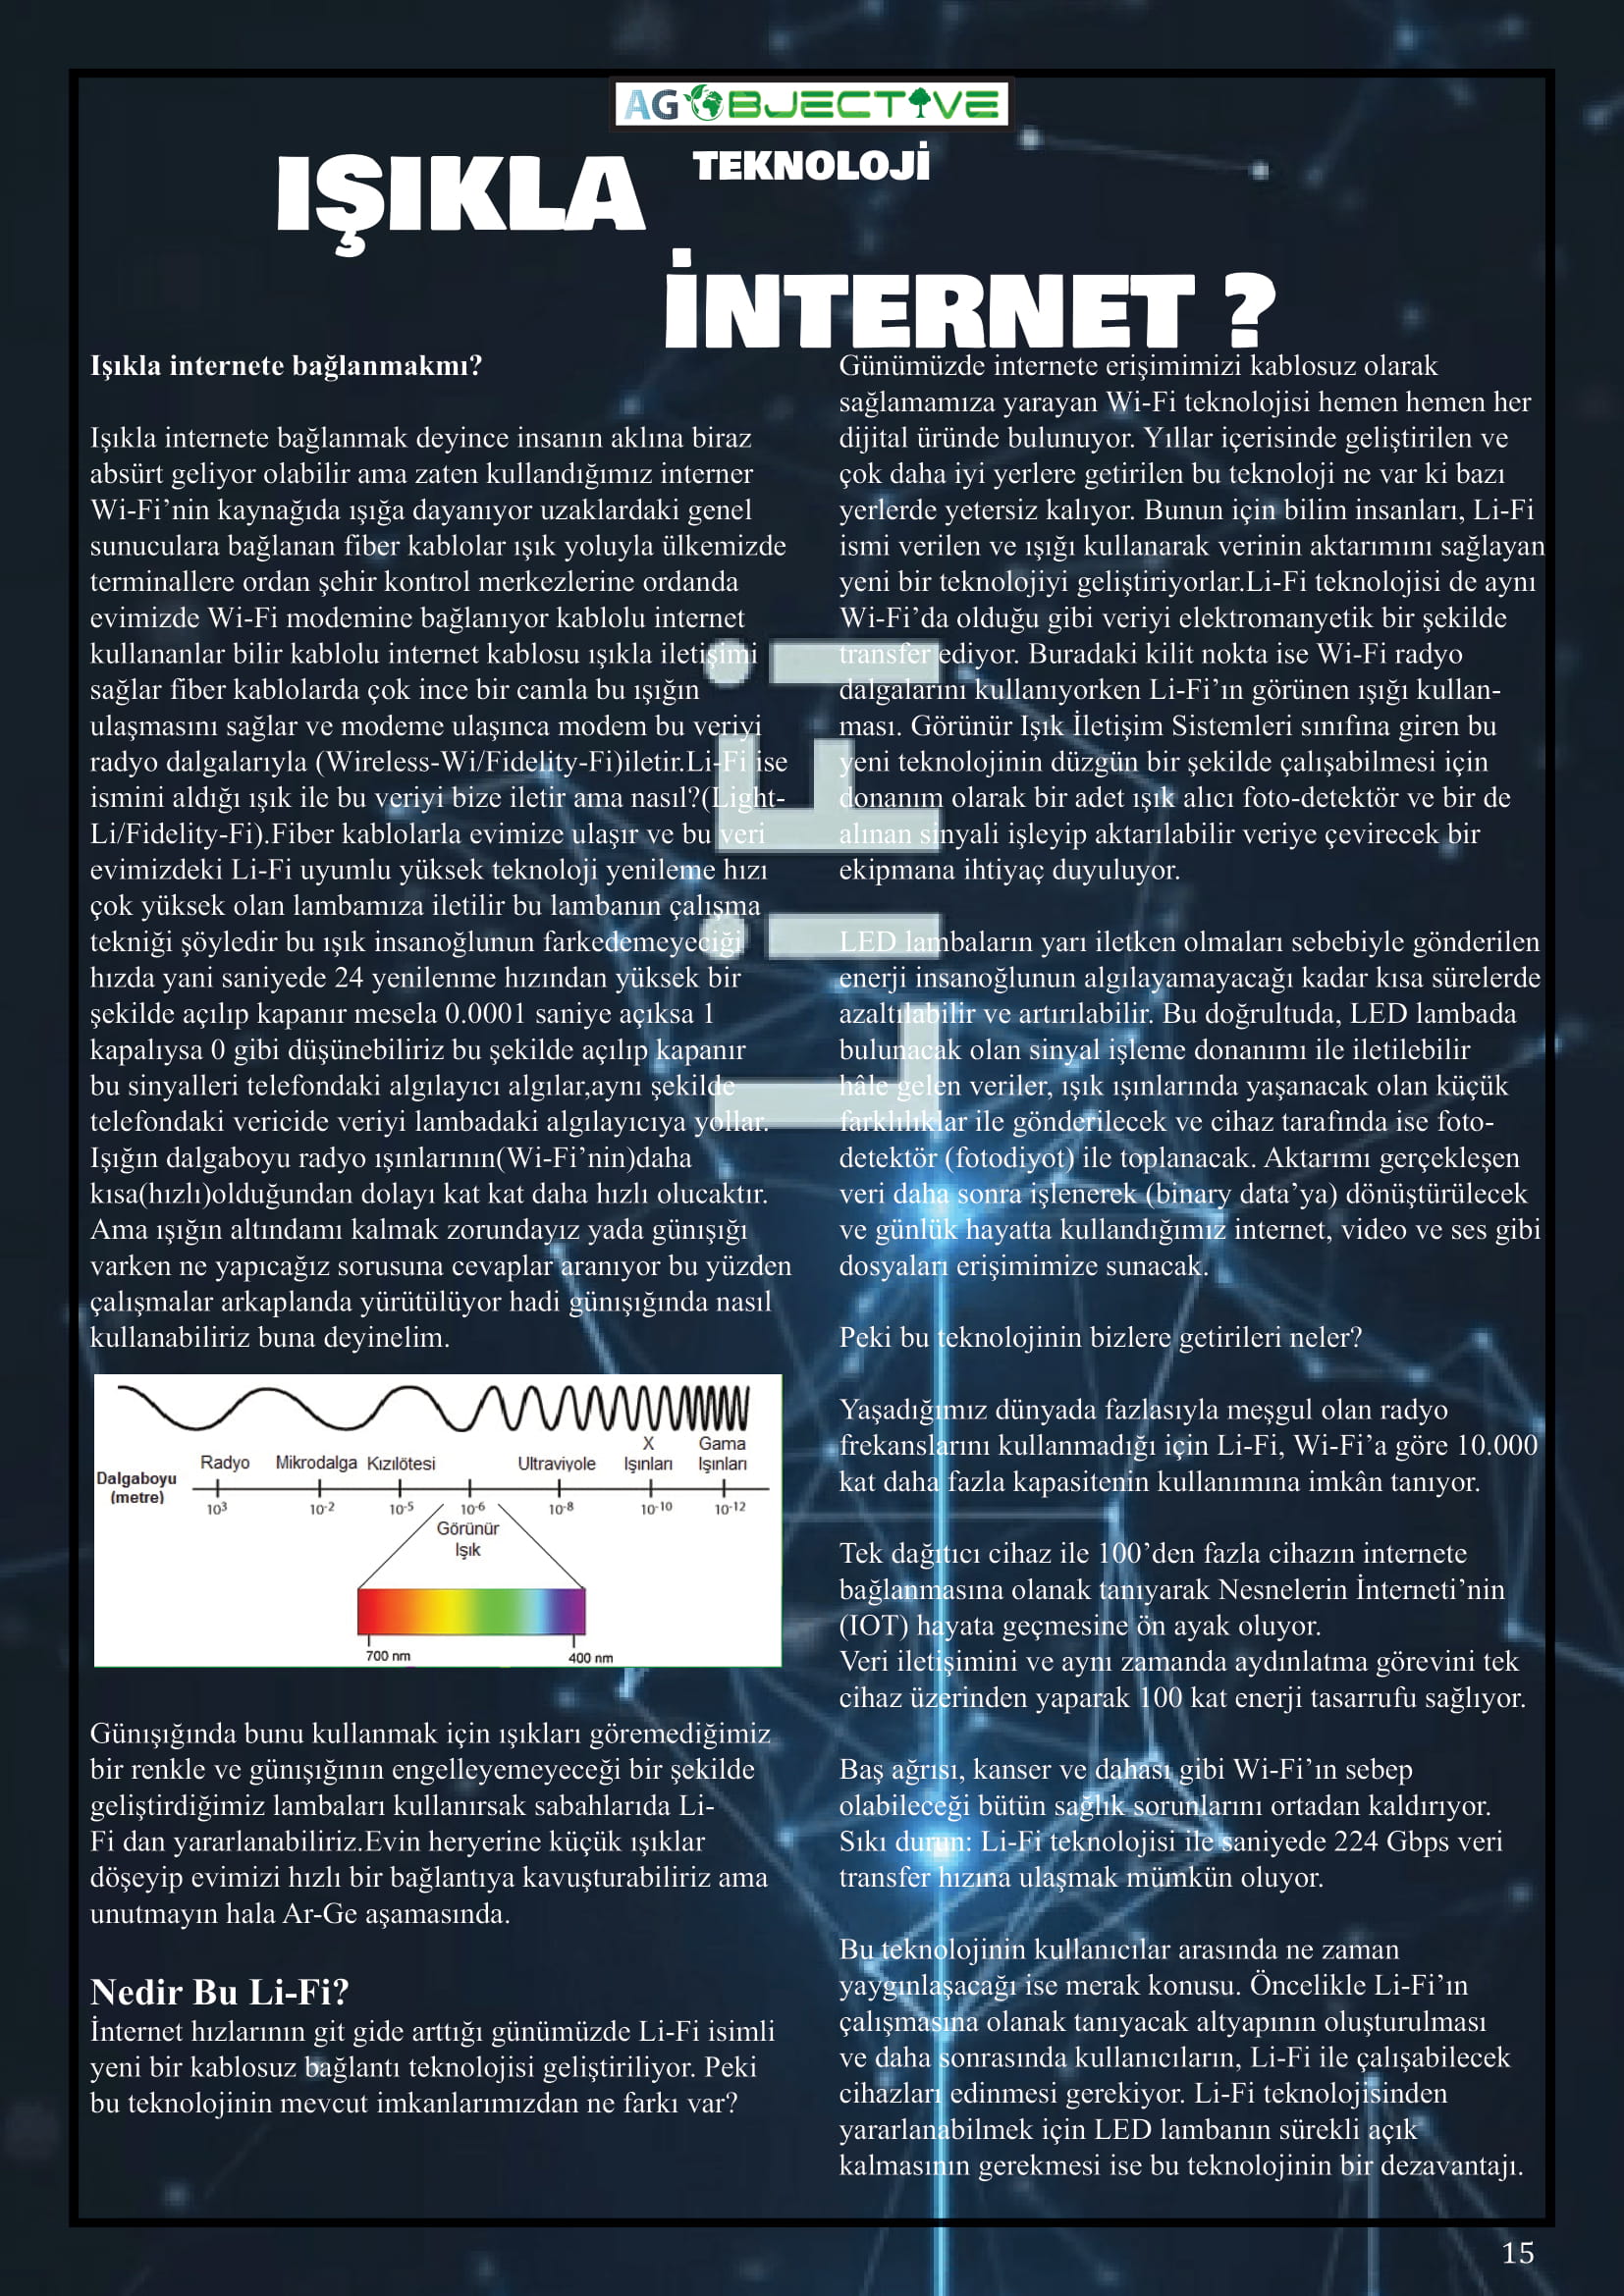 AG OBJECTIVE
TEKNOLOJİ
IŞIKLA
İNTERNET ?
Işıkla internete bağlanmakmı?
Işıkla internete bağlanmak deyince insanın aklına biraz
absürt geliyor olabilir ama zaten kullandığımız interner
Wi-Fi’nin kaynağıda ışığa dayanıyor uzaklardaki genel
sunuculara bağlanan fiber kablolar ışık yoluyla ülkemizde
terminallere ordan şehir kontrol merkezlerine ordanda
evimizde Wi-Fi modemine bağlanıyor kablolu internet
kullananlar bilir kablolu internet kablosu ışıkla iletişimi
sağlar fiber kablolarda çok ince bir camla bu ışığın
ulaşmasını sağlar ve modeme ulaşınca modem bu veriyi
radyo dalgalarıyla (Wireless-Wi/Fidelity-Fi)iletir.Li-Fi ise
ismini aldığı ışık ile bu veriyi bize iletir ama nasıl?(Light-
Li/Fidelity-Fi).Fiber kablolarla evimize ulaşır ve bu veri
evimizdeki Li-Fi uyumlu yüksek teknoloji yenileme hızı
çok yüksek olan lambamıza iletilir bu lambanın çalışma
tekniği şöyledir bu ışık insanoğlunun farkedemeyeciği
hızda yani saniyede 24 yenilenme hızından yüksek bir
şekilde açılıp kapanır mesela 0.0001 saniye açıksa 1
kapalıysa 0 gibi düşünebiliriz bu şekilde açılıp kapanır
bu sinyalleri telefondaki algılayıcı algılar,aynı şekilde
telefondaki vericide veriyi lambadaki algılayıcıya yollar.
Işığın dalgaboyu radyo ışınlarının(Wi-Fi’nin)daha
kısa(hızlı)olduğundan dolayı kat kat daha hızlı olucaktır.
Ama ışığın altındamı kalmak zorundayız yada günışığı
varken ne yapıcağız sorusuna cevaplar aranıyor bu yüzden
çalışmalar arkaplanda yürütülüyor hadi günışığında nasıl
kullanabiliriz buna deyinelim.
X Gama
Radyo Mikrodalga Kızılötesi Ultraviyole Işınları Işınları
Dalgaboyu
(metre)
10³ 10⁻² 10⁻⁵ 10⁻⁶ 10⁻⁸ 10⁻¹⁰ 10⁻¹²
Görünür
Işık
700 nm 400 nm
Günışığında bunu kullanmak için ışıkları göremediğimiz
bir renkle ve günışığının engelleyemeyeceği bir şekilde
geliştirdiğimiz lambaları kullanırsak sabahlarıda Li-
Fi dan yararlanabiliriz.Evin heryerine küçük ışıklar
döşeyip evimizi hızlı bir bağlantıya kavuşturabiliriz ama
unutmayın hala Ar-Ge aşamasında.
Nedir Bu Li-Fi?
İnternet hızlarının git gide arttığı günümüzde Li-Fi isimli
yeni bir kablosuz bağlantı teknolojisi geliştiriliyor. Peki
bu teknolojinin mevcut imkanlarımızdan ne farkı var?
LiFi
Günümüzde internete erişimimizi kablosuz olarak
sağlamamıza yarayan Wi-Fi teknolojisi hemen hemen her
dijital üründe bulunuyor. Yıllar içerisinde geliştirilen ve
çok daha iyi yerlere getirilen bu teknoloji ne var ki bazı
yerlerde yetersiz kalıyor. Bunun için bilim insanları, Li-Fi
ismi verilen ve ışığı kullanarak verinin aktarımını sağlayan
yeni bir teknolojiyi geliştiriyorlar.Li-Fi teknolojisi de aynı
Wi-Fi’da olduğu gibi veriyi elektromanyetik bir şekilde
transfer ediyor. Buradaki kilit nokta ise Wi-Fi radyo
dalgalarını kullanıyorken Li-Fi’ın görünen ışığı kullan-
ması. Görünür Işık İletişim Sistemleri sınıfına giren bu
yeni teknolojinin düzgün bir şekilde çalışabilmesi için
donanım olarak bir adet ışık alıcı foto-detektör ve bir de
alınan sinyali işleyip aktarılabilir veriye çevirecek bir
ekipmana ihtiyaç duyuluyor.
LED lambaların yarı iletken olmaları sebebiyle gönderilen
enerji insanoğlunun algılayamayacağı kadar kısa sürelerde
azaltılabilir ve artırılabilir. Bu doğrultuda, LED lambada
bulunacak olan sinyal işleme donanımı ile iletilebilir
hâle gelen veriler, ışık ışınlarında yaşanacak olan küçük
farklılıklar ile gönderilecek ve cihaz tarafında ise foto-
detektör (fotodiyot) ile toplanacak. Aktarımı gerçekleşen
veri daha sonra işlenerek (binary data’ya) dönüştürülecek
ve günlük hayatta kullandığımız internet, video ve ses gibi
dosyaları erişimimize sunacak.
Peki bu teknolojinin bizlere getirileri neler?
Yaşadığımız dünyada fazlasıyla meşgul olan radyo
frekanslarını kullanmadığı için Li-Fi, Wi-Fi’a göre 10.000
kat daha fazla kapasitenin kullanımına imkân tanıyor.
Tek dağıtıcı cihaz ile 100’den fazla cihazın internete
bağlanmasına olanak tanıyarak Nesnelerin İnterneti’nin
(IOT) hayata geçmesine ön ayak oluyor.
Veri iletişimini ve aynı zamanda aydınlatma görevini tek
cihaz üzerinden yaparak 100 kat enerji tasarrufu sağlıyor.
Baş ağrısı, kanser ve dahası gibi Wi-Fi’ın sebep
olabileceği bütün sağlık sorunlarını ortadan kaldırıyor.
Sıkı durun: Li-Fi teknolojisi ile saniyede 224 Gbps veri
transfer hızına ulaşmak mümkün oluyor.
Bu teknolojinin kullanıcılar arasında ne zaman
yaygınlaşacağı ise merak konusu. Öncelikle Li-Fi’ın
çalışmasına olanak tanıyacak altyapının oluşturulması
ve daha sonrasında kullanıcıların, Li-Fi ile çalışabilecek
cihazları edinmesi gerekiyor. Li-Fi teknolojisinden
yararlanabilmek için LED lambanın sürekli açık
kalmasının gerekmesi ise bu teknolojinin bir dezavantajı.
15